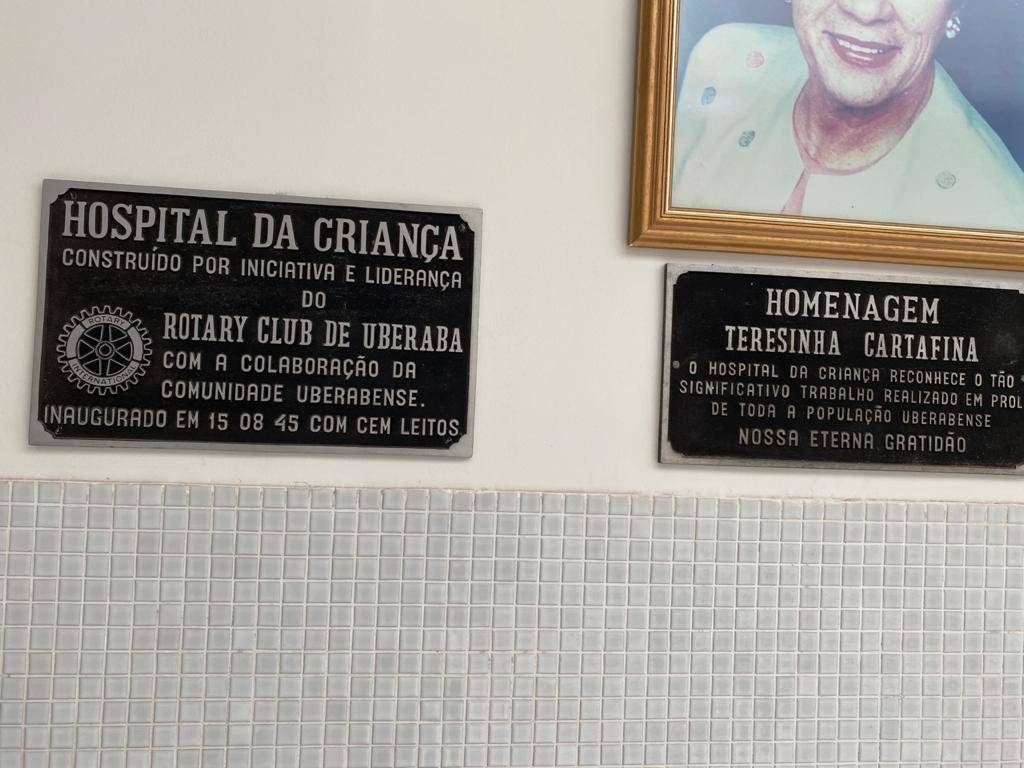 HOSPITAL DA CRIANÇA
CONSTRUÍDO POR INICIATIVA E LIDERANÇA
DO
ROTARY CLUB DE UBERABA
COM A COLABORAÇÃO DA
COMUNIDADE UBERABENSE.
INAUGURADO EM 15 08 45 COM CEM LEITOS
ROTARY
INTERNATIONAL
HOMENAGEM
TERESINHA CARTAFINA
O HOSPITAL DA CRIANÇA RECONHECE O TÃO
SIGNIFICATIVO TRABALHO REALIZADO EM PROL
DE TODA A POPULAÇÃO UBERABENSE
NOSSA ETERNA GRATIDÃO